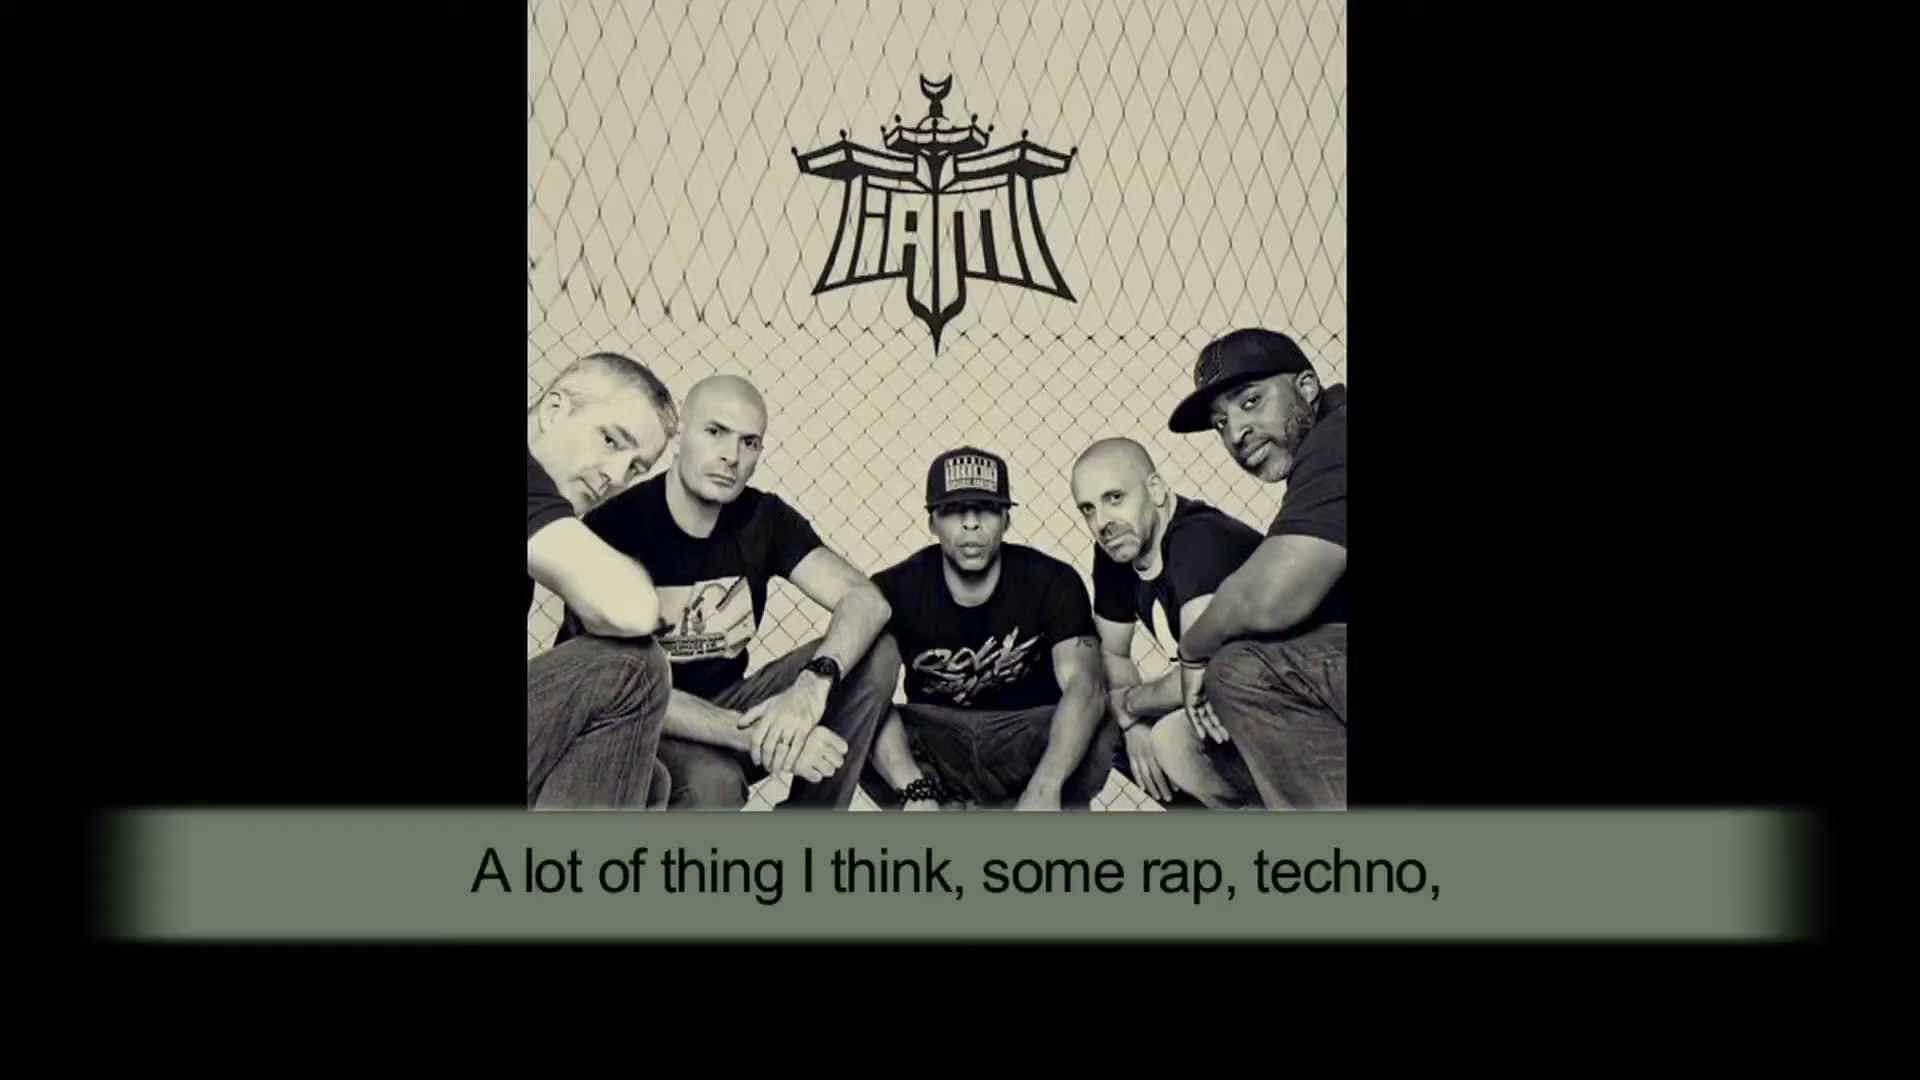 IAM
A lot of thing I think, some rap, techno,